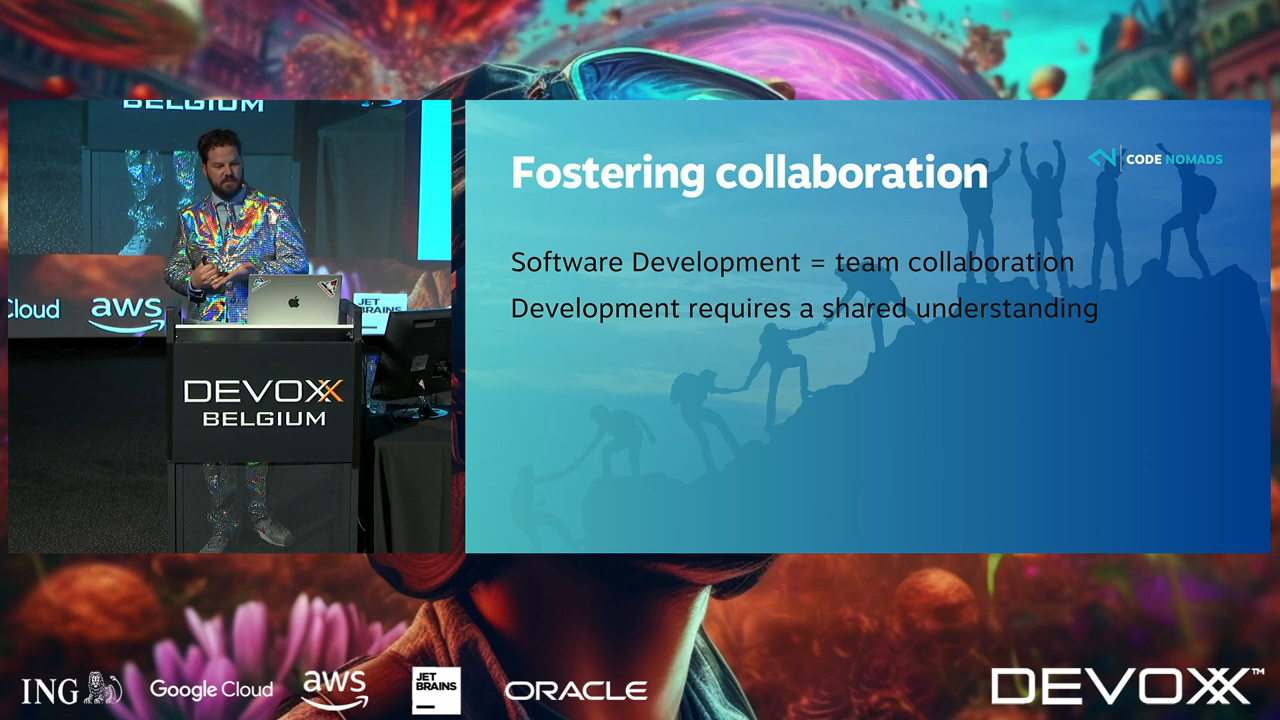 BELGIUM
Cloud
aws
JET
BRAINS
DEVOXX
BELGIUM
Fostering collaboration
CODE NOMADS
Software Development = team collaboration
Development requires a shared understanding
ING
Google Cloud
aws
JET
BRAINS
ORACLE
DEVOXX™